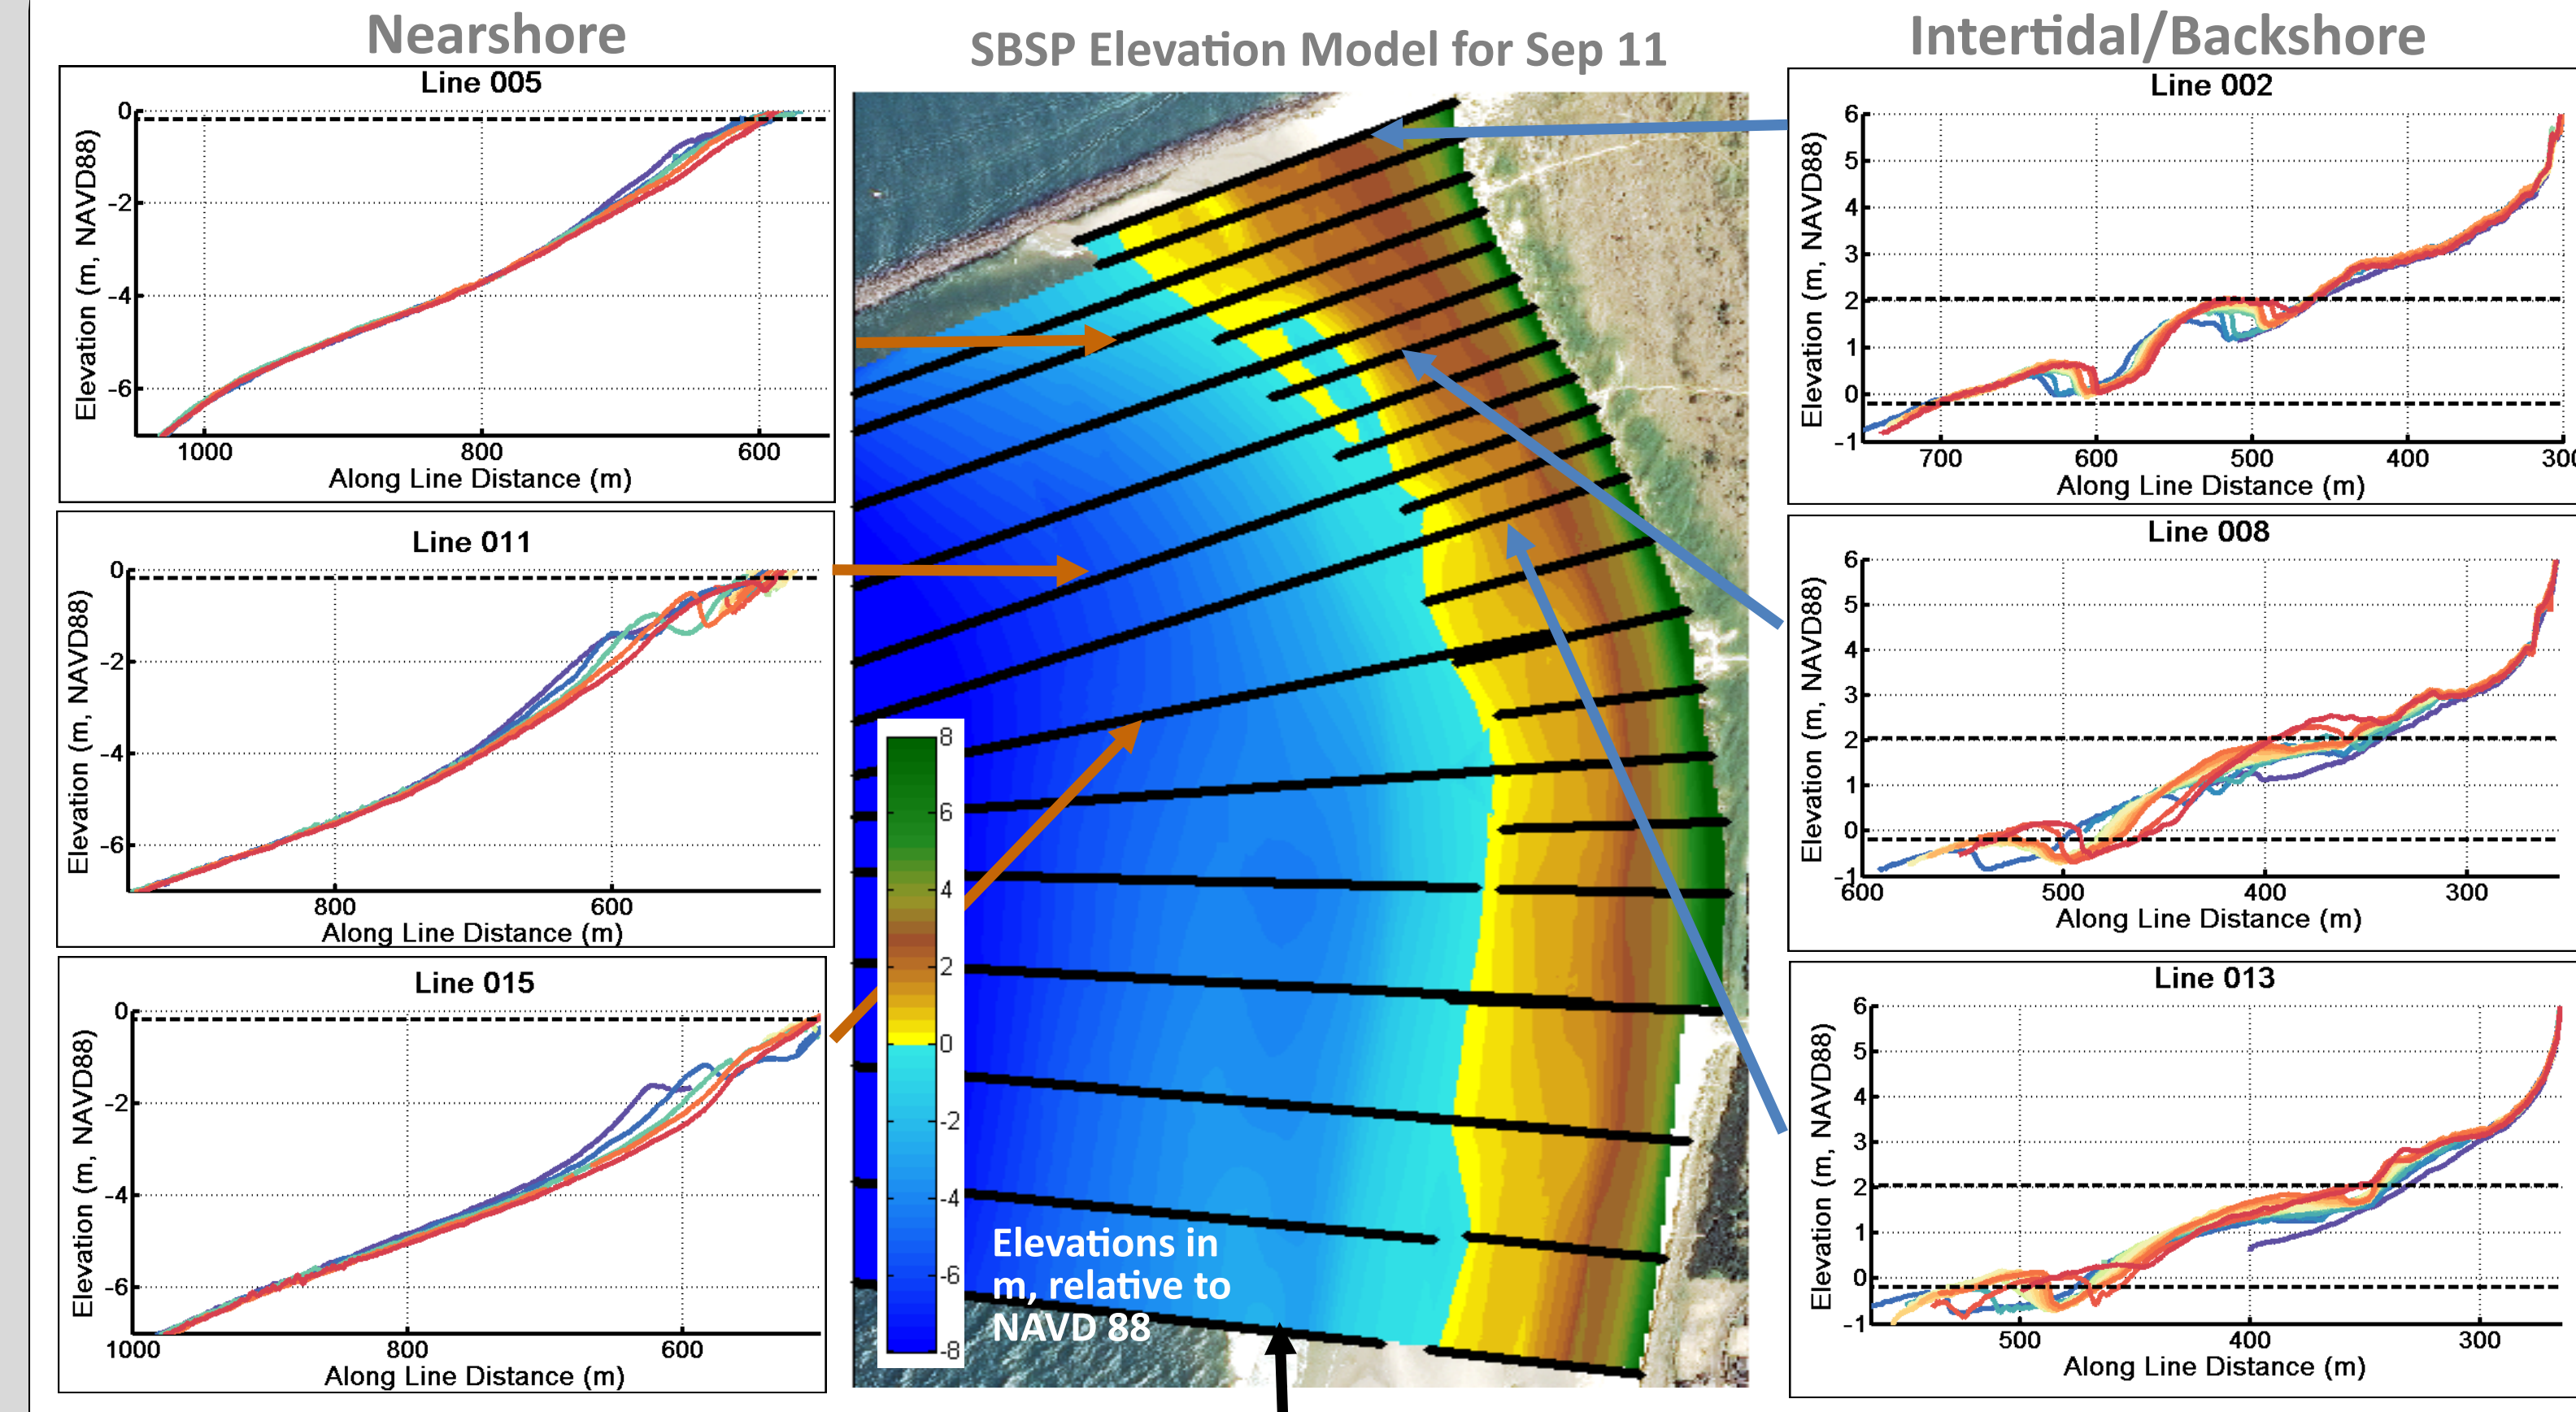 Nearshore
SBSP Elevation Model for Sep 11
Intertidal/Backshore
Line 005
0
-2
-4
-6
Elevation (m, NAVD88)
1000 800 600
Along Line Distance (m)
Line 011
0
-2
-4
-6
Elevation (m, NAVD88)
800 600
Along Line Distance (m)
Line 015
0
-2
-4
-6
Elevation (m, NAVD88)
1000 800 600
Along Line Distance (m)
8
6
4
2
0
-2
-4
-6
-8
Elevations in
m, relative to
NAVD 88
Line 002
6
5
4
3
2
1
0
-1
Elevation (m, NAVD88)
700 600 500 400 300
Along Line Distance (m)
Line 008
6
5
4
3
2
1
0
-1
Elevation (m, NAVD88)
600 500 400 300
Along Line Distance (m)
Line 013
6
5
4
3
2
1
0
-1
Elevation (m, NAVD88)
500 400 300
Along Line Distance (m)